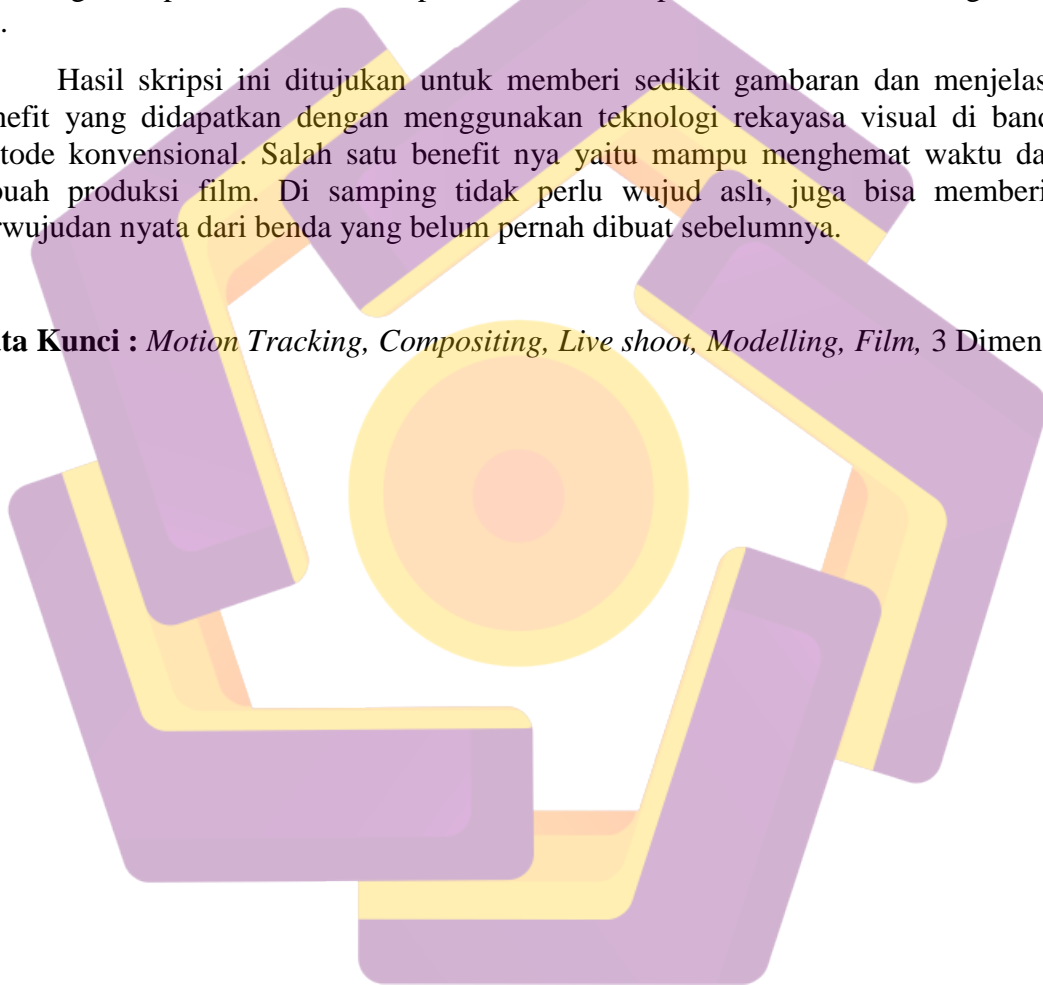 .
Hasil skripsi ini ditujukan untuk memberi sedikit gambaran dan menjelas
nefit yang didapatkan dengan menggunakan teknologi rekayasa visual di band
tode konvensional. Salah satu benefit nya yaitu mampu menghemat waktu da
buah produksi film. Di samping tidak perlu wujud asli, juga bisa memberi
rwujudan nyata dari benda yang belum pernah dibuat sebelumnya.
ta Kunci : Motion Tracking, Compositing, Live shoot, Modelling, Film, 3 Dimen